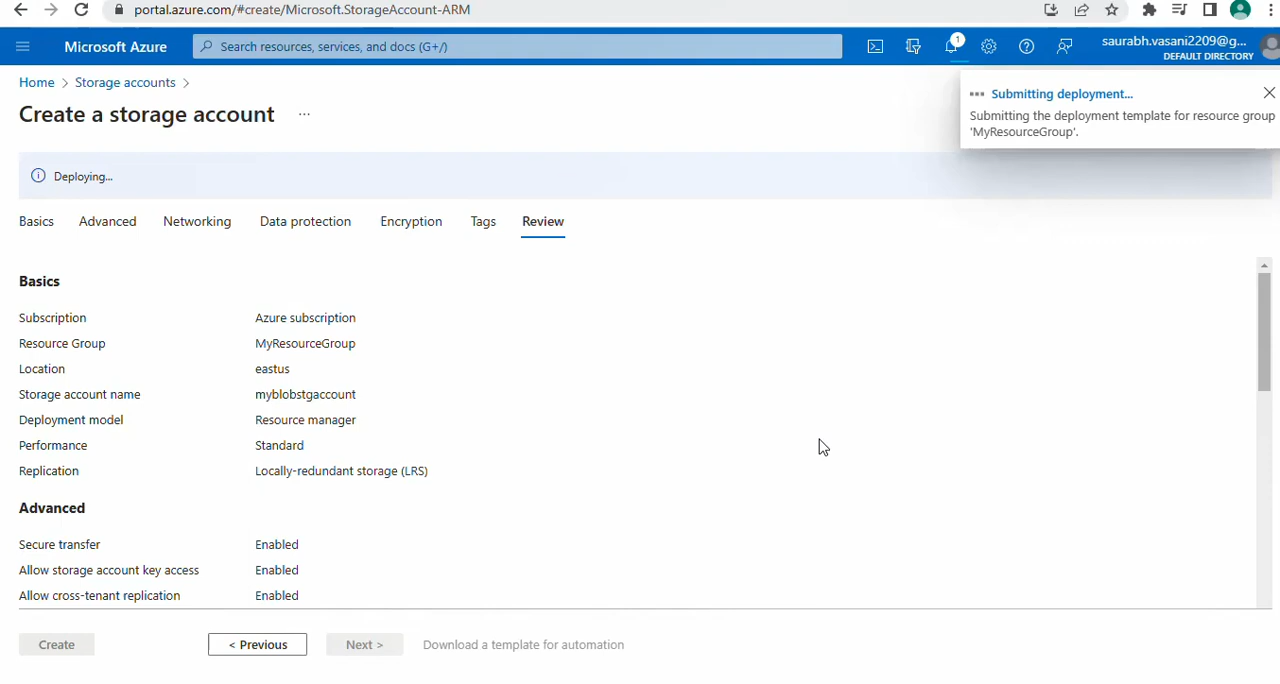 portal.azure.com/#create/Microsoft.StorageAccount-ARM
Microsoft Azure
Search resources, services, and docs (G+/)
1
saurabh.vasani2209@g...
DEFAULT DIRECTORY
Home > Storage accounts >
Create a storage account ...
Submitting deployment...
Submitting the deployment template for resource group
'MyResourceGroup'.
Deploying...
Basics Advanced Networking Data protection Encryption Tags Review
Basics
Subscription Azure subscription
Resource Group MyResourceGroup
Location eastus
Storage account name myblobstgaccount
Deployment model Resource manager
Performance Standard
Replication Locally-redundant storage (LRS)
Advanced
Secure transfer Enabled
Allow storage account key access Enabled
Allow cross-tenant replication Enabled
Create < Previous Next > Download a template for automation